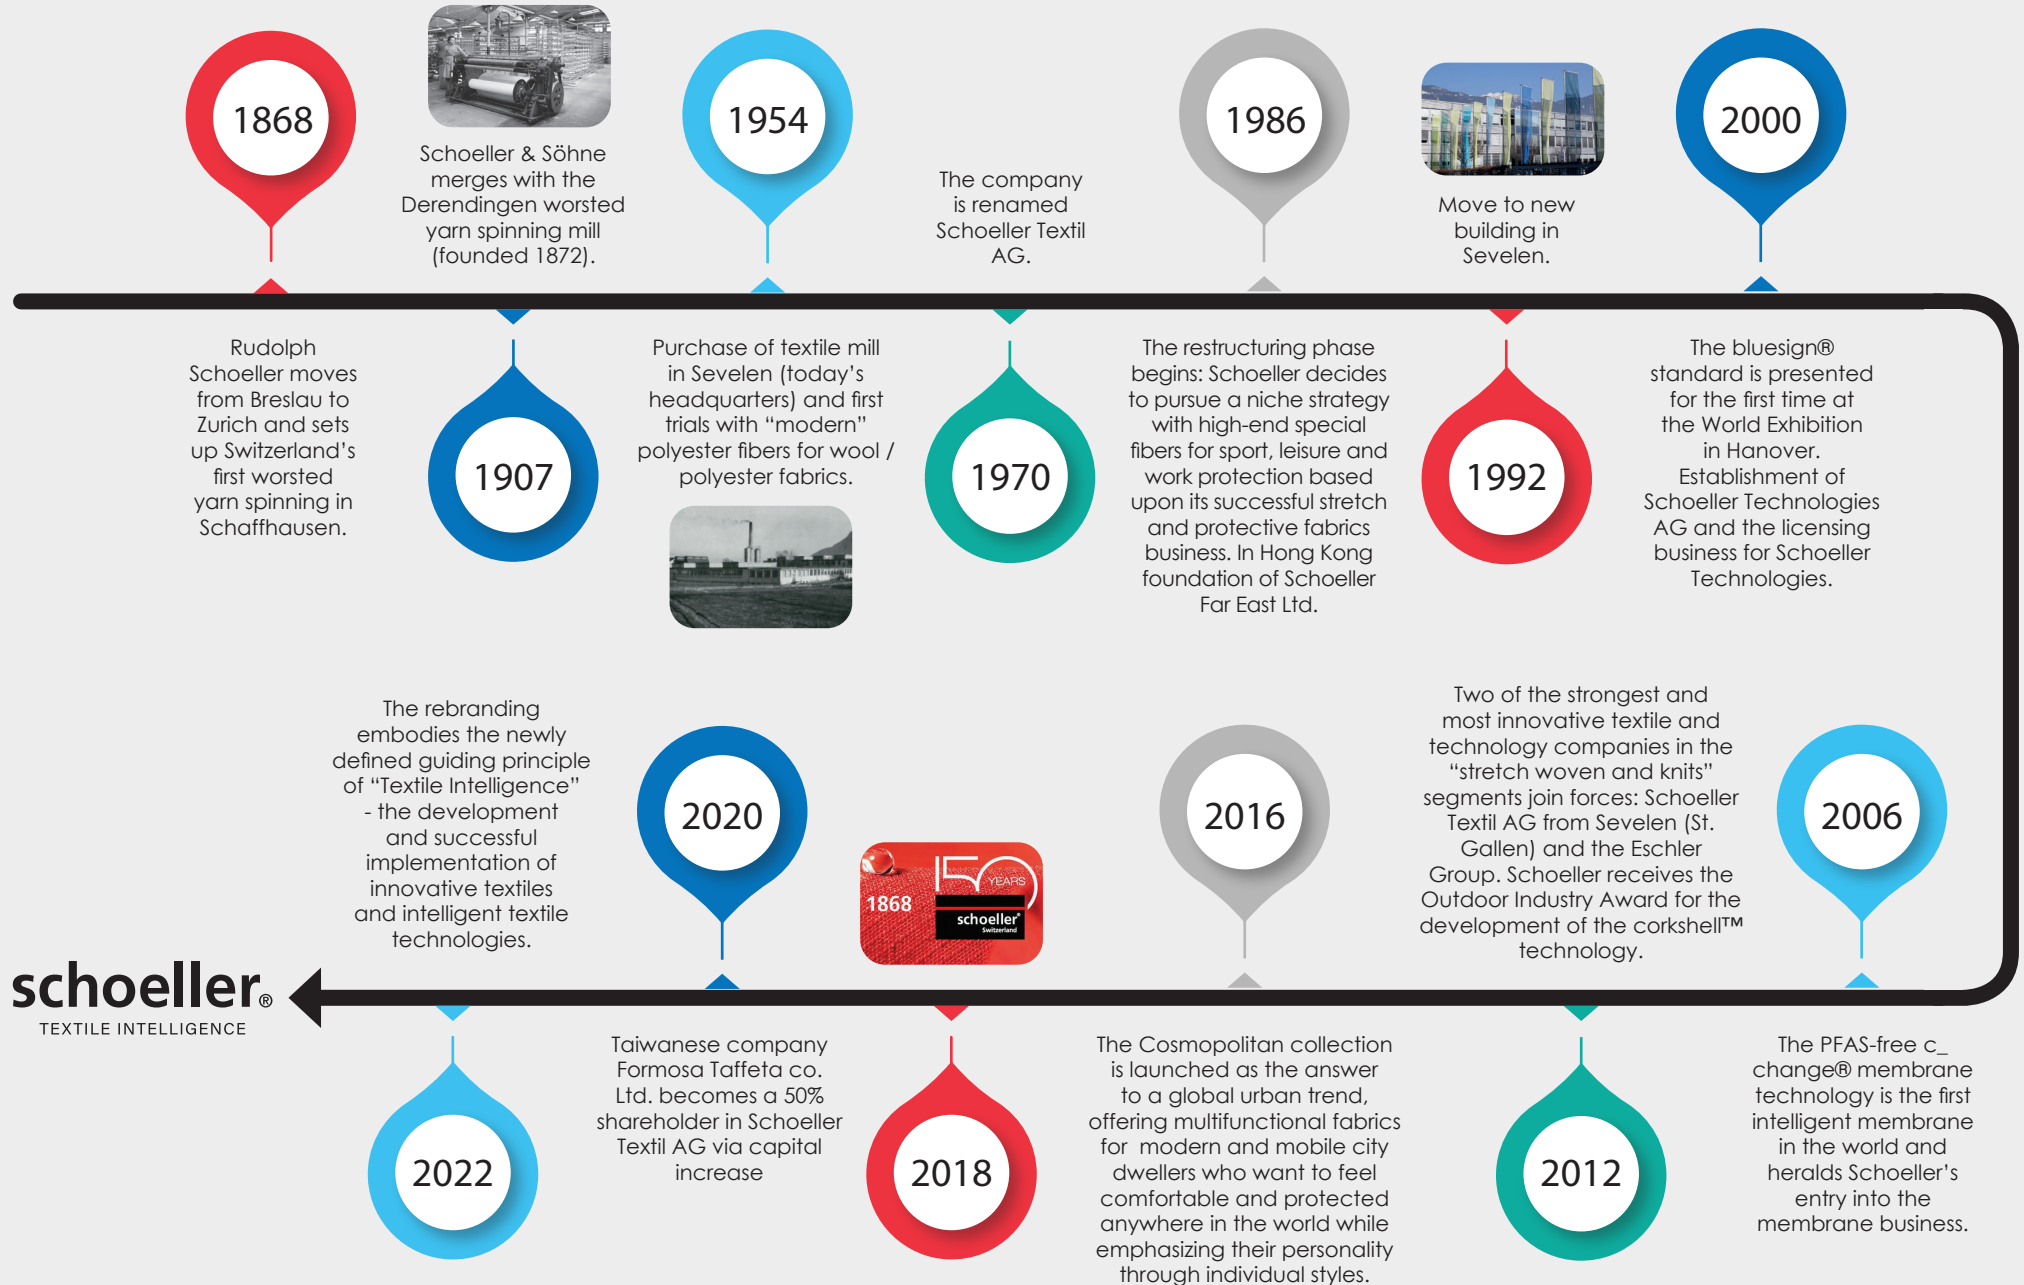 1868
Rudolph
Schoeller moves
from Breslau to
Zurich and sets
up Switzerland's
first worsted
yarn spinning in
Schaffhausen.
Schoeller & Söhne
merges with the
Derendingen worsted
yarn spinning mill
(founded 1872).
1907
1954
Purchase of textile mill
in Sevelen (today's
headquarters) and first
trials with “modern”
polyester fibers for wool /
polyester fabrics.
The company
is renamed
Schoeller Textil
AG.
1970
1986
The restructuring phase
begins: Schoeller decides
to pursue a niche strategy
with high-end special
fibers for sport, leisure and
work protection based
upon its successful stretch
and protective fabrics
business. In Hong Kong
foundation of Schoeller
Far East Ltd.
Move to new
building in
Sevelen.
1992
2000
The bluesign®
standard is presented
for the first time at
the World Exhibition
in Hanover.
Establishment of
Schoeller Technologies
AG and the licensing
business for Schoeller
Technologies.
2006
The PFAS-free c_
change® membrane
technology is the first
intelligent membrane
in the world and
heralds Schoeller's
entry into the
membrane business.
Two of the strongest and
most innovative textile and
technology companies in the
“stretch woven and knits”
segments join forces: Schoeller
Textil AG from Sevelen (St.
Gallen) and the Eschler
Group. Schoeller receives the
Outdoor Industry Award for the
development of the corkshell™
technology.
2012
2016
The Cosmopolitan collection
is launched as the answer
to a global urban trend,
offering multifunctional fabrics
for modern and mobile city
dwellers who want to feel
comfortable and protected
anywhere in the world while
emphasizing their personality
through individual styles.
150
YEARS
1868
schoeller®
Switzerland
2018
2020
Taiwanese company
Formosa Taffeta co.
Ltd. becomes a 50%
shareholder in Schoeller
Textil AG via capital
increase
The rebranding
embodies the newly
defined guiding principle
of “Textile Intelligence”
- the development
and successful
implementation of
innovative textiles
and intelligent textile
technologies.
2022
schoeller®
TEXTILE INTELLIGENCE